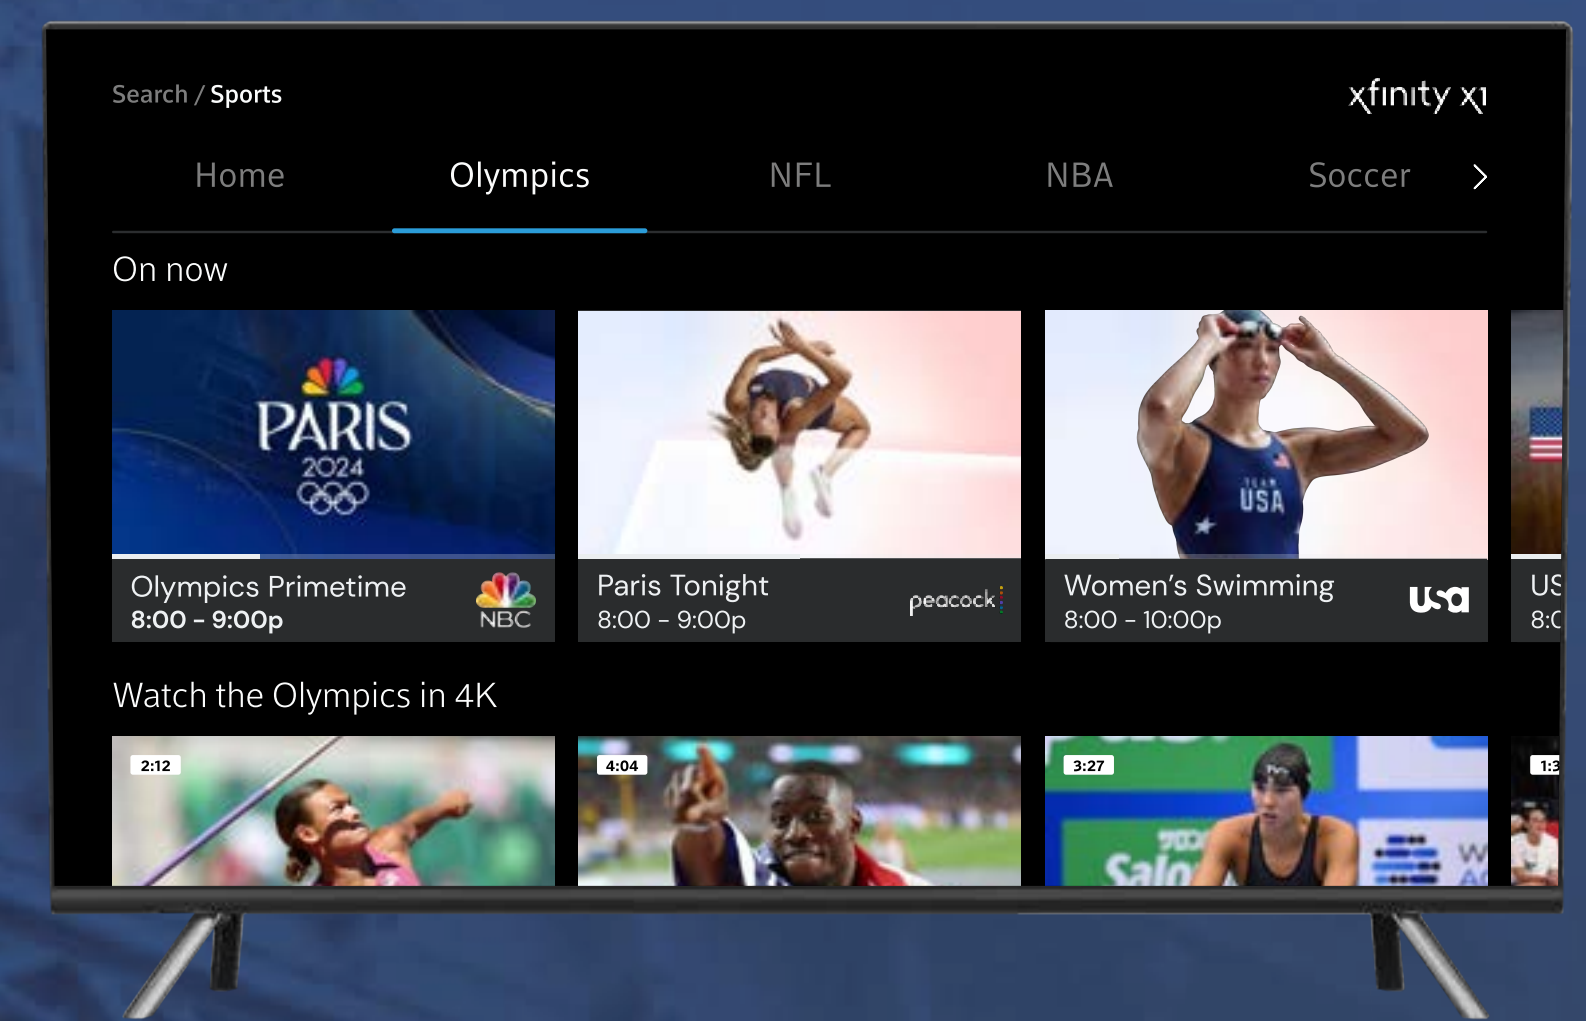 Search / Sports
xfinity x1
Home
Olympics
NFL
NBA
Soccer
On now
PARIS
2024
TEAM
USA
Olympics Primetime
8:00 - 9:00p
NBC
Paris Tonight
8:00 - 9:00p
peacock
Women's Swimming
8:00 - 10:00p
usa
Watch the Olympics in 4K
2:12
4:04
3:27